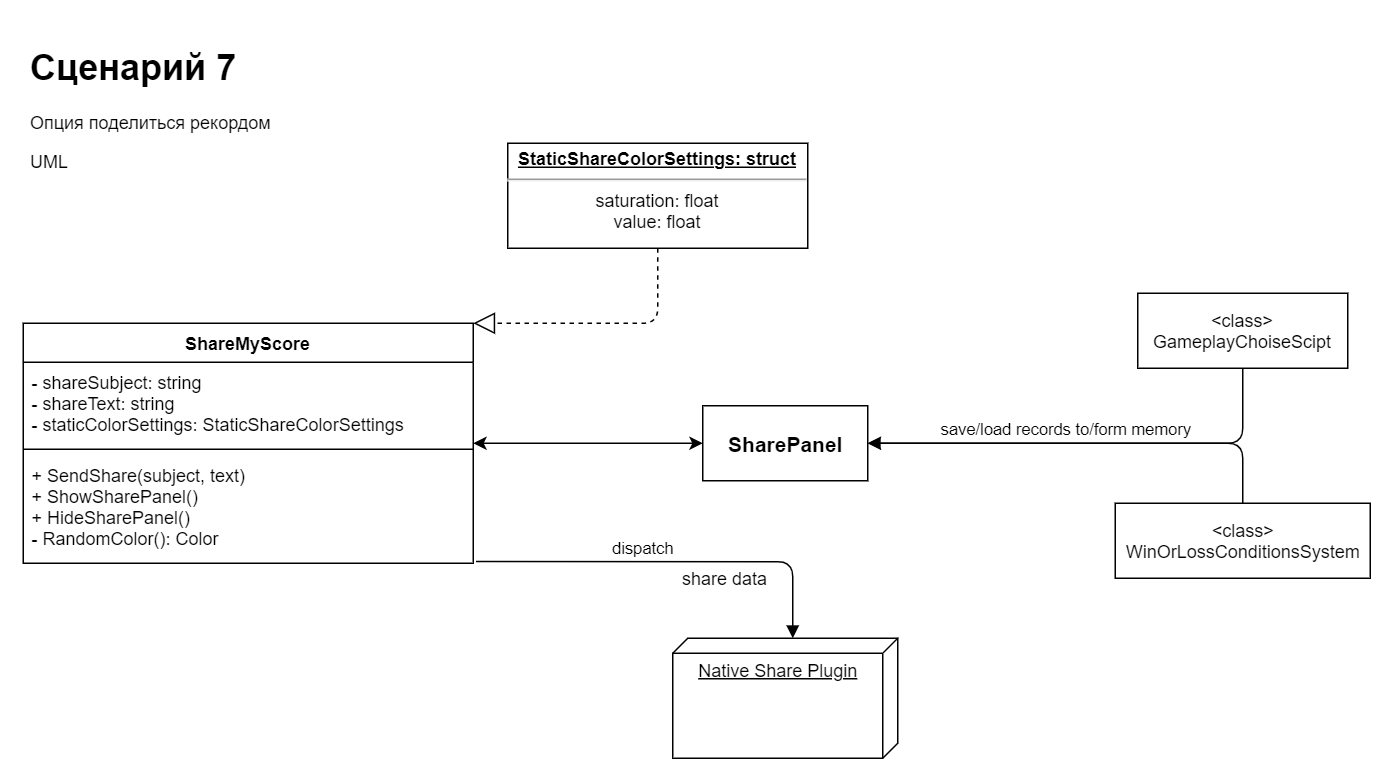 Сценарий 7
Опция поделиться рекордом
UML
StaticShareColorSettings: struct
saturation: float
value: float
ShareMyScore
- shareSubject: string
- shareText: string
- staticColorSettings: StaticShareColorSettings
+ SendShare(subject, text)
+ ShowSharePanel()
+ HideSharePanel()
- RandomColor(): Color
SharePanel
save/load records to/form memory
<class>
GameplayChoiseScipt
<class>
WinOrLossConditionsSystem
dispatch
share data
Native Share Plugin